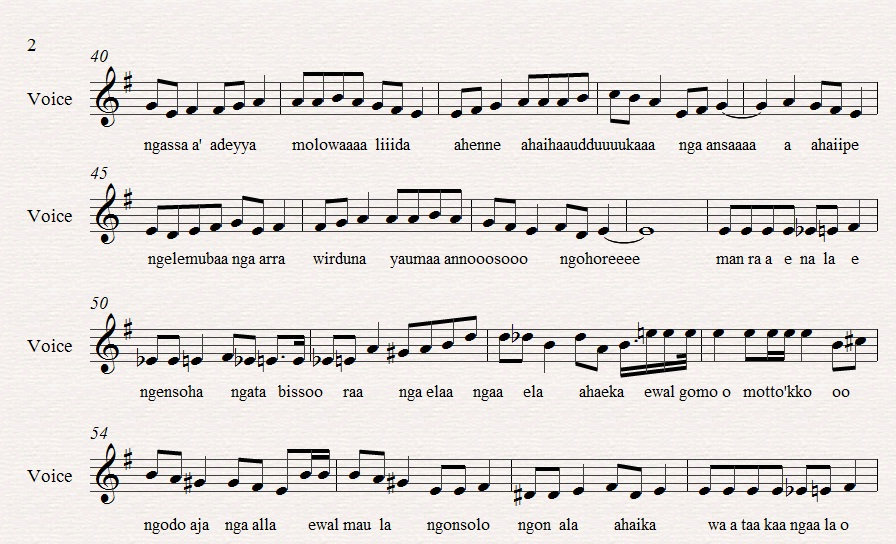 2
40
Voice
ngassa a' adeyya molowaaaa liiida ahenne ahaihaaudduuuukaaa nga ansaaaa a ahaiipe
45
Voice
ngelemubaa nga arra wirduna yaumaa annooosooo ngohoreeee man ra a e na la e
50
Voice
ngensoha ngata bissoo raa nga elaa ngaa ela ahaeka ewal gomo o motto'kko oo
54
Voice
ngodo aja nga alla ewal mau la ngonsolo ngon ala ahaika wa a taa kaa ngaa la o